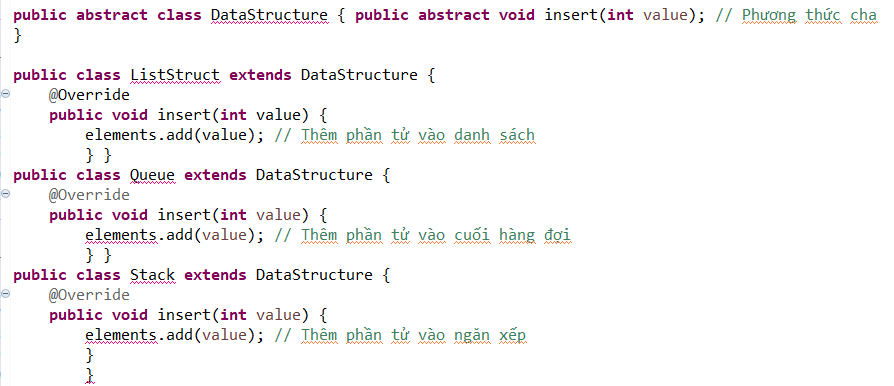 public abstract class DataStructure { public abstract void insert(int value); // Phương thức cha
}
public class ListStruct extends DataStructure {
@Override
public void insert(int value) {
elements.add(value); // Thêm phần tử vào danh sách
} }
public class Queue extends DataStructure {
@Override
public void insert(int value) {
elements.add(value); // Thêm phần tử vào cuối hàng đợi
} }
public class Stack extends DataStructure {
@Override
public void insert(int value) {
elements.add(value); // Thêm phần tử vào ngăn xếp
}
}